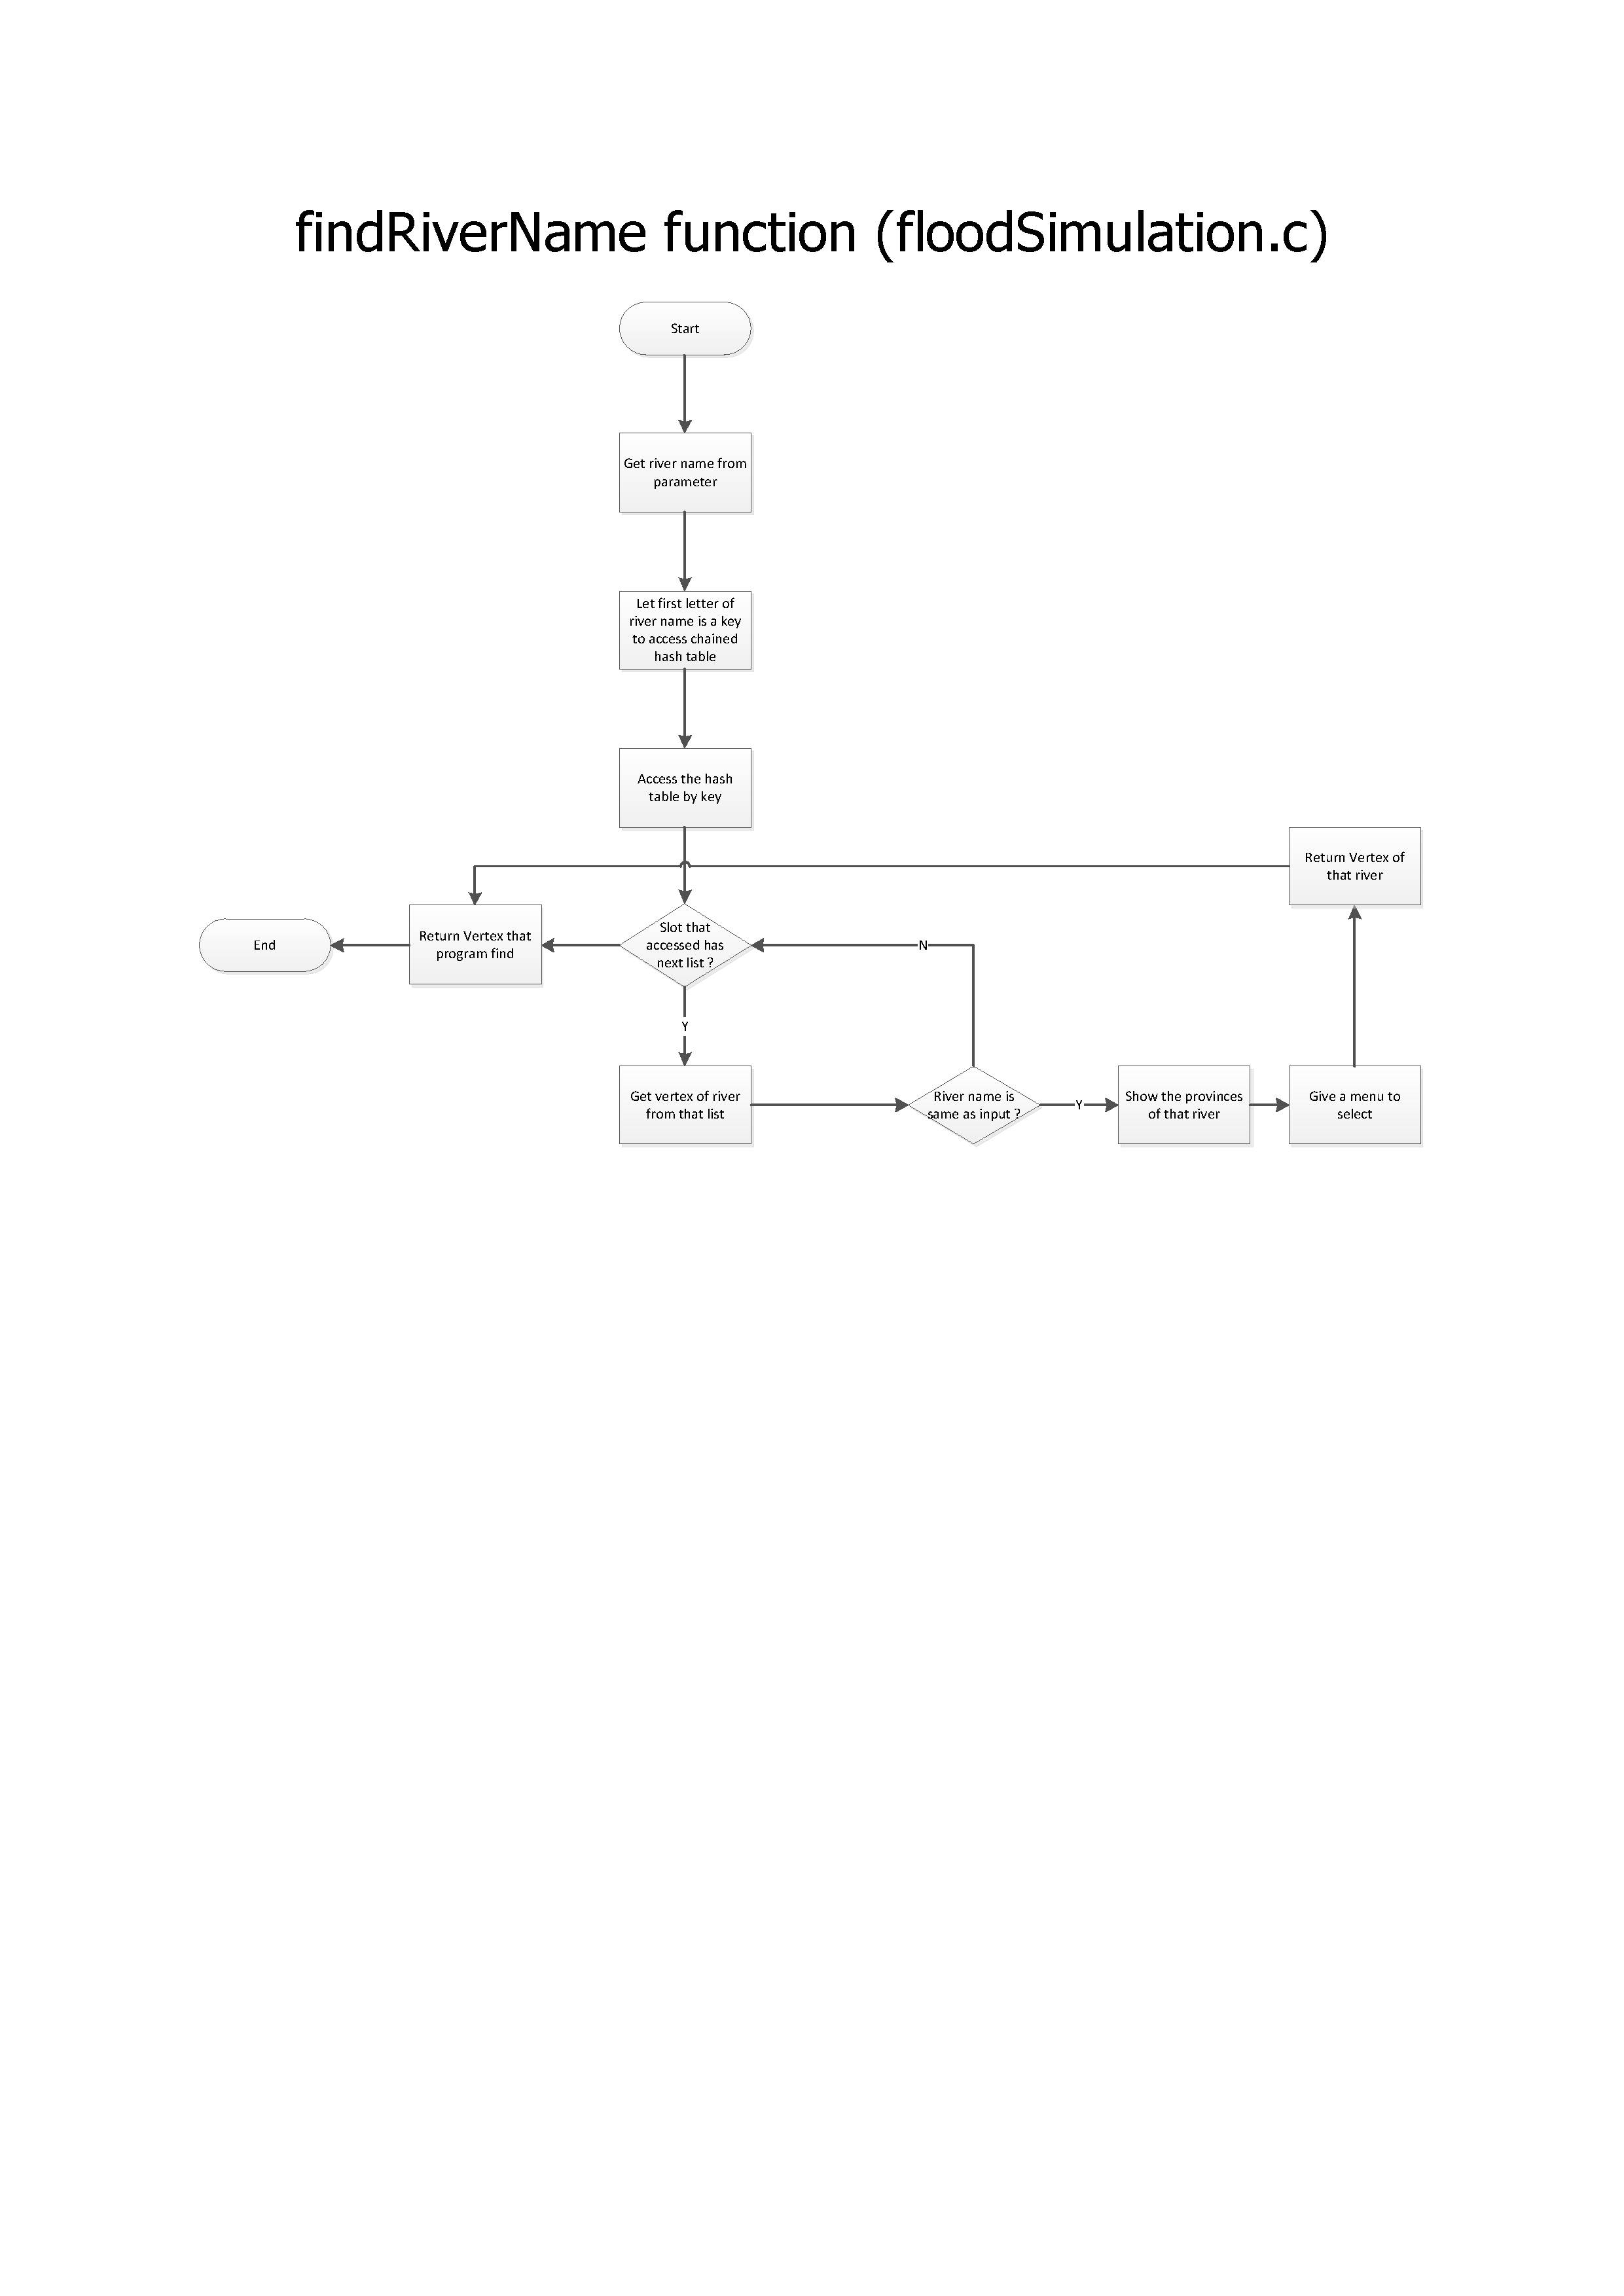 findRiverName function (floodSimulation.c)
Start
Get river name from
parameter
Let first letter of
river name is a key
to access chained
hash table
Access the hash
table by key
Return Vertex of
that river
End
Return Vertex that
program find
Slot that
accessed has
next list ?
N
Y
Get vertex of river
from that list
River name is
same as input ?
Y
Show the provinces
of that river
Give a menu to
select